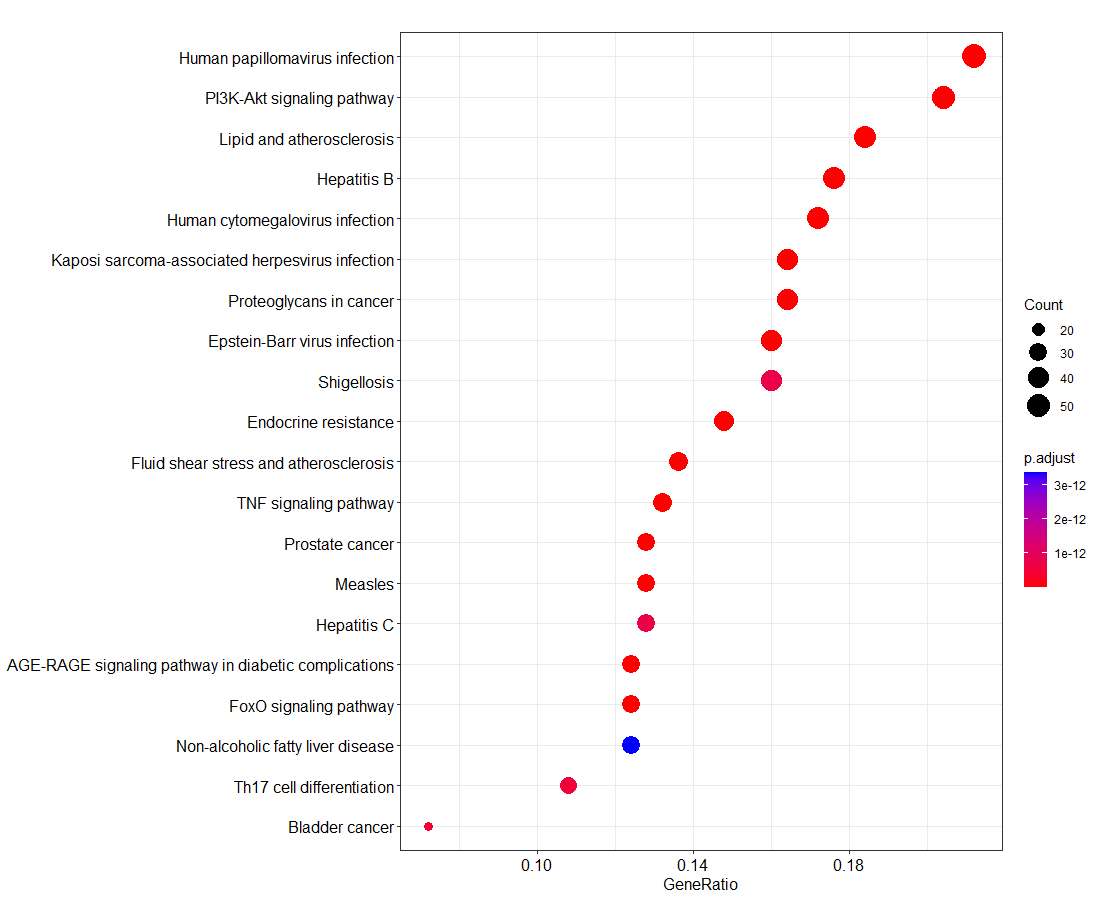 Human papillomavirus infection
PI3K-Akt signaling pathway
Lipid and atherosclerosis
Hepatitis B
Human cytomegalovirus infection
Kaposi sarcoma-associated herpesvirus infection
Proteoglycans in cancer
Epstein-Barr virus infection
Shigellosis
Endocrine resistance
Fluid shear stress and atherosclerosis
TNF signaling pathway
Prostate cancer
Measles
Hepatitis C
AGE-RAGE signaling pathway in diabetic complications
FoxO signaling pathway
Non-alcoholic fatty liver disease
Th17 cell differentiation
Bladder cancer
0.10 0.14 0.18
GeneRatio
Count
20
30
40
50
p.adjust
3e-12
2e-12
1e-12